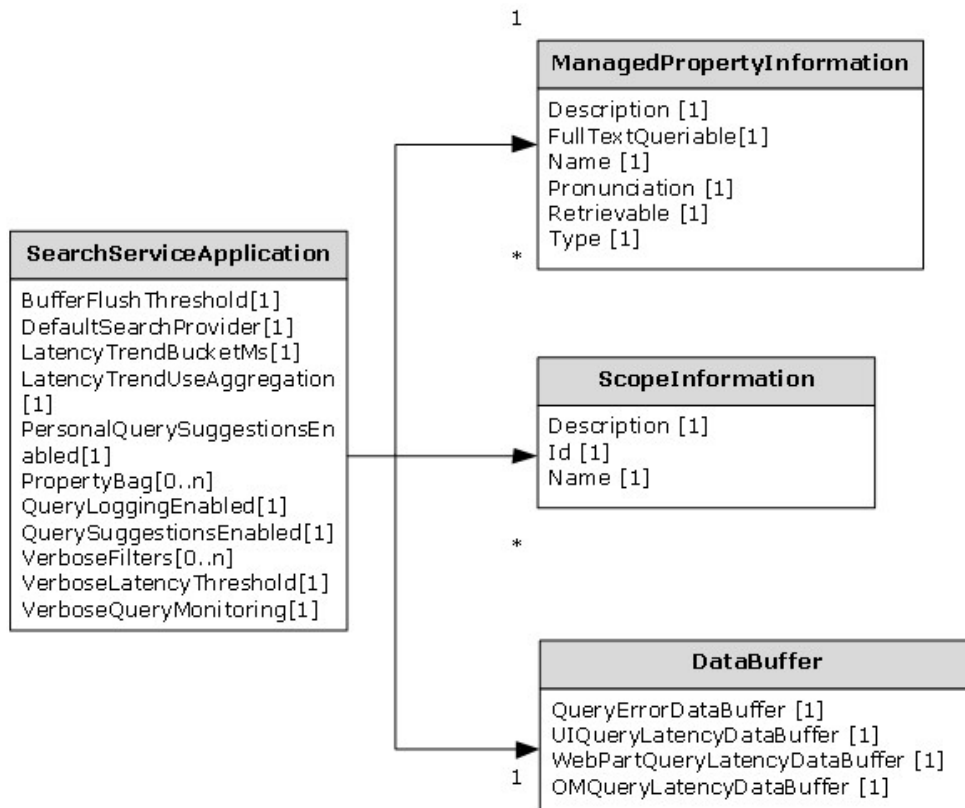 1
ManagedPropertyInformation
Description [1]
FullTextQueriable[1]
Name [1]
Pronunciation [1]
Retrievable [1]
Type [1]
*
SearchServiceApplication
BufferFlushThreshold[1]
DefaultSearchProvider[1]
LatencyTrendBucketMs[1]
LatencyTrendUseAggregation
[1]
PersonalQuerySuggestionsEn
abled[1]
PropertyBag[0..n]
QueryLoggingEnabled[1]
QuerySuggestionsEnabled[1]
VerboseFilters[0..n]
VerboseLatencyThreshold[1]
VerboseQueryMonitoring[1]
ScopeInformation
Description [1]
Id [1]
Name [1]
*
DataBuffer
QueryErrorDataBuffer [1]
UIQueryLatencyDataBuffer [1]
WebPartQueryLatencyDataBuffer [1]
OMQueryLatencyDataBuffer [1]
1